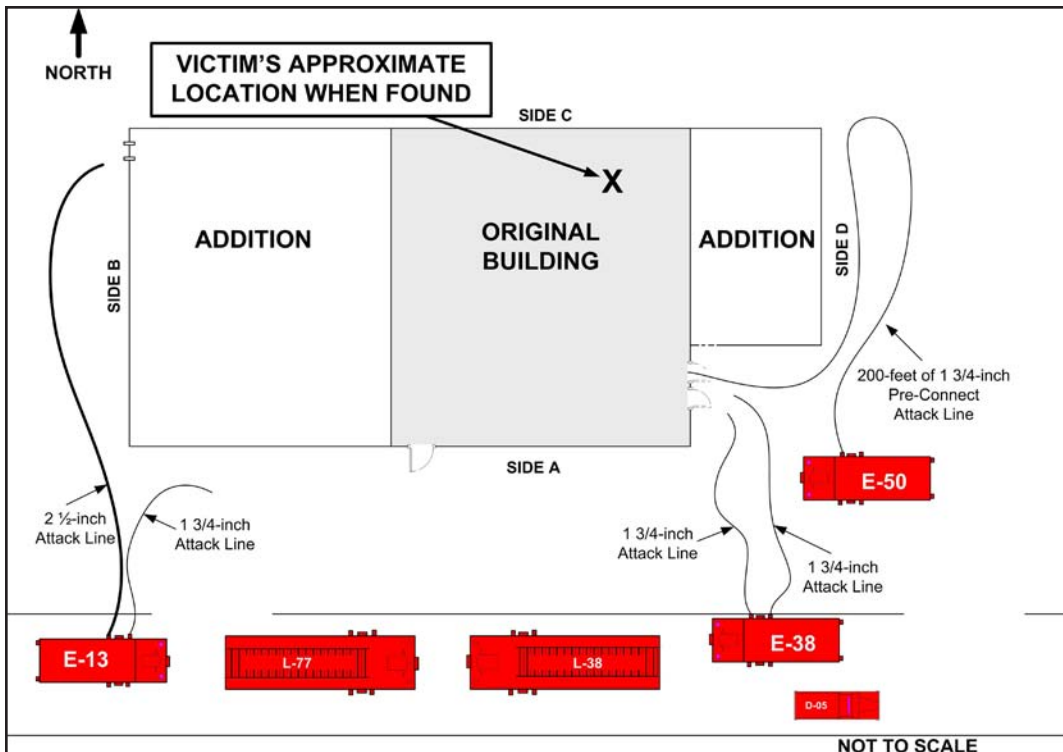 NORTH
VICTIM'S APPROXIMATE
LOCATION WHEN FOUND
SIDE C
X
ADDITION
ORIGINAL
BUILDING
ADDITION
SIDE B
SIDE D
200-feet of 1 3/4-inch
Pre-Connect
Attack Line
SIDE A
E-50
2 ½-inch
Attack Line
1 3/4-inch
Attack Line
1 3/4-inch
Attack Line
1 3/4-inch
Attack Line
E-13
L-77
L-38
E-38
D-05
NOT TO SCALE